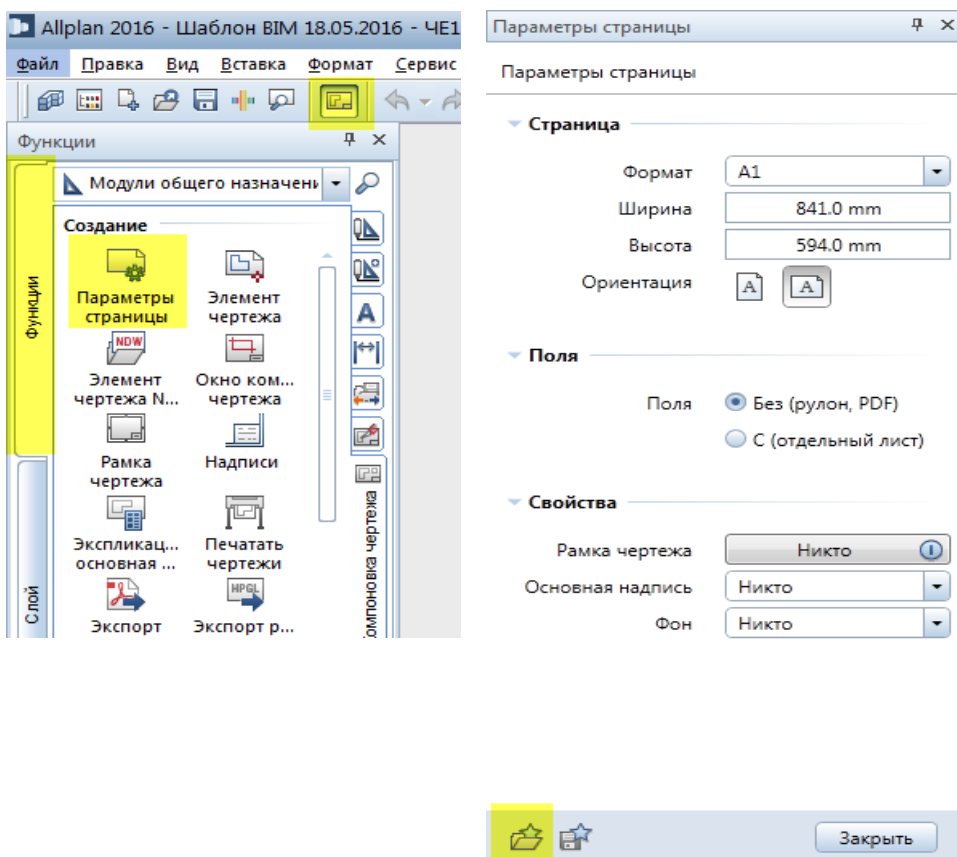 Allplan 2016 - Шаблон BIM 18.05.2016 - ЧЕ1
Файл Правка Вид Вставка Формат Сервис
Функции
Модули общего назначени
Создание
Параметры страницы
Элемент чертежа
NDW
Элемент чертежа N...
Окно ком... чертежа
Рамка чертежа
Надписи
Экспликац... основная ...
Печатать чертежи
HPGL
Экспорт
Экспорт р...
Функции
Слой
омпоновка чертежа
Параметры страницы
Параметры страницы
Страница
Формат A1
Ширина 841.0 mm
Высота 594.0 mm
Ориентация A A
Поля
Поля Без (рулон, PDF)
С (отдельный лист)
Свойства
Рамка чертежа Никто
Основная надпись Никто
Фон Никто
Закрыть